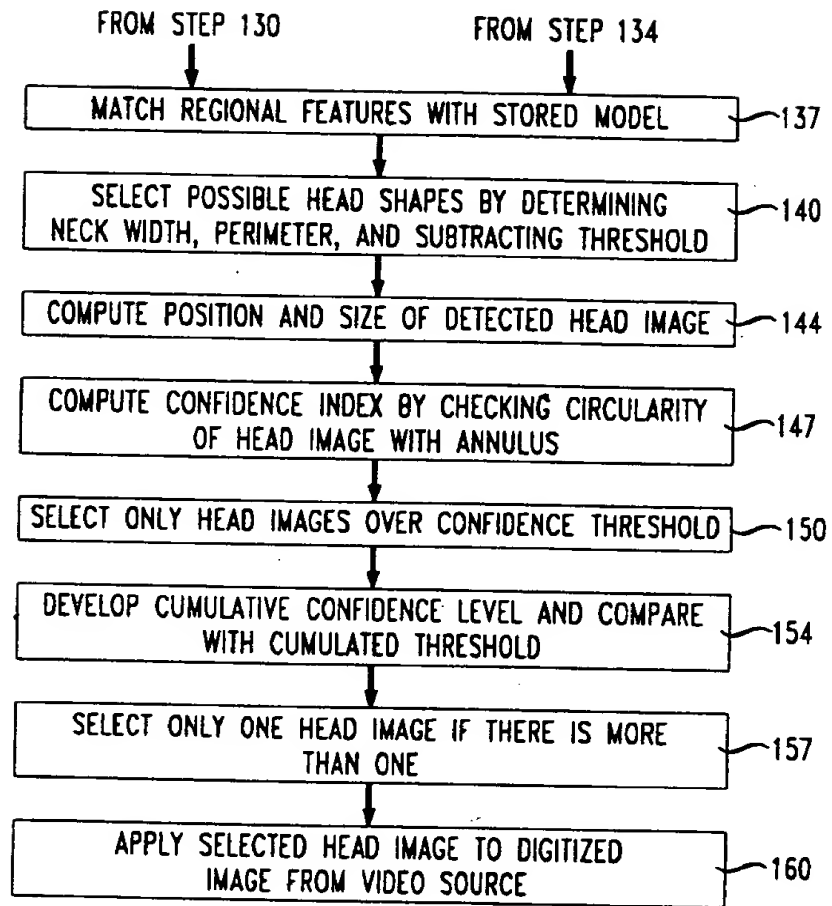 FROM STEP 130
FROM STEP 134
MATCH REGIONAL FEATURES WITH STORED MODEL
137
SELECT POSSIBLE HEAD SHAPES BY DETERMINING
NECK WIDTH, PERIMETER, AND SUBTRACTING THRESHOLD
140
COMPUTE POSITION AND SIZE OF DETECTED HEAD IMAGE
144
COMPUTE CONFIDENCE INDEX BY CHECKING CIRCULARITY
OF HEAD IMAGE WITH ANNULUS
147
SELECT ONLY HEAD IMAGES OVER CONFIDENCE THRESHOLD
150
DEVELOP CUMULATIVE CONFIDENCE LEVEL AND COMPARE
WITH CUMULATED THRESHOLD
154
SELECT ONLY ONE HEAD IMAGE IF THERE IS MORE
THAN ONE
157
APPLY SELECTED HEAD IMAGE TO DIGITIZED
IMAGE FROM VIDEO SOURCE
160